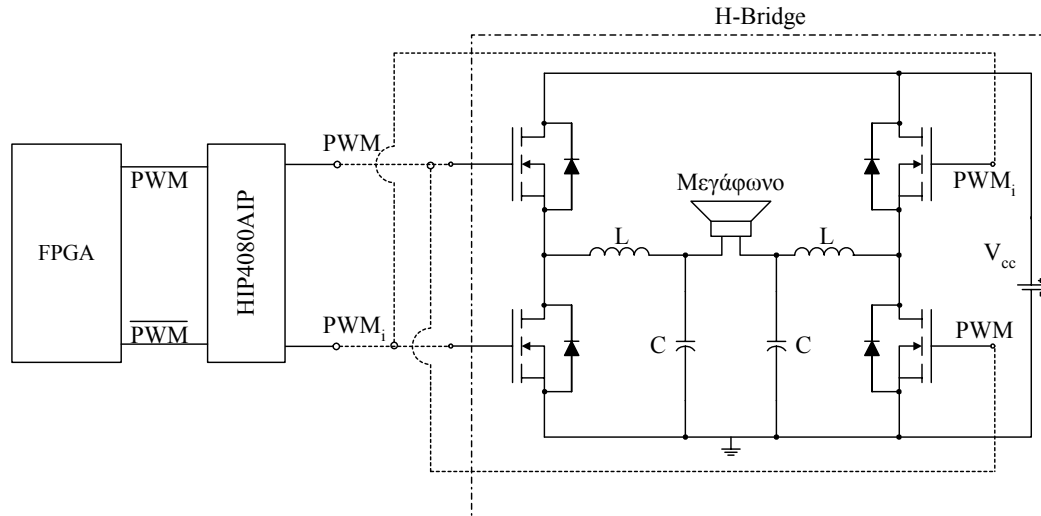 H-Bridge
PWM
PWM
PWM_i
Μεγάφωνο
FPGA
HIP4080AIP
L
L
V_cc
PWM
PWM_i
C
C
PWM